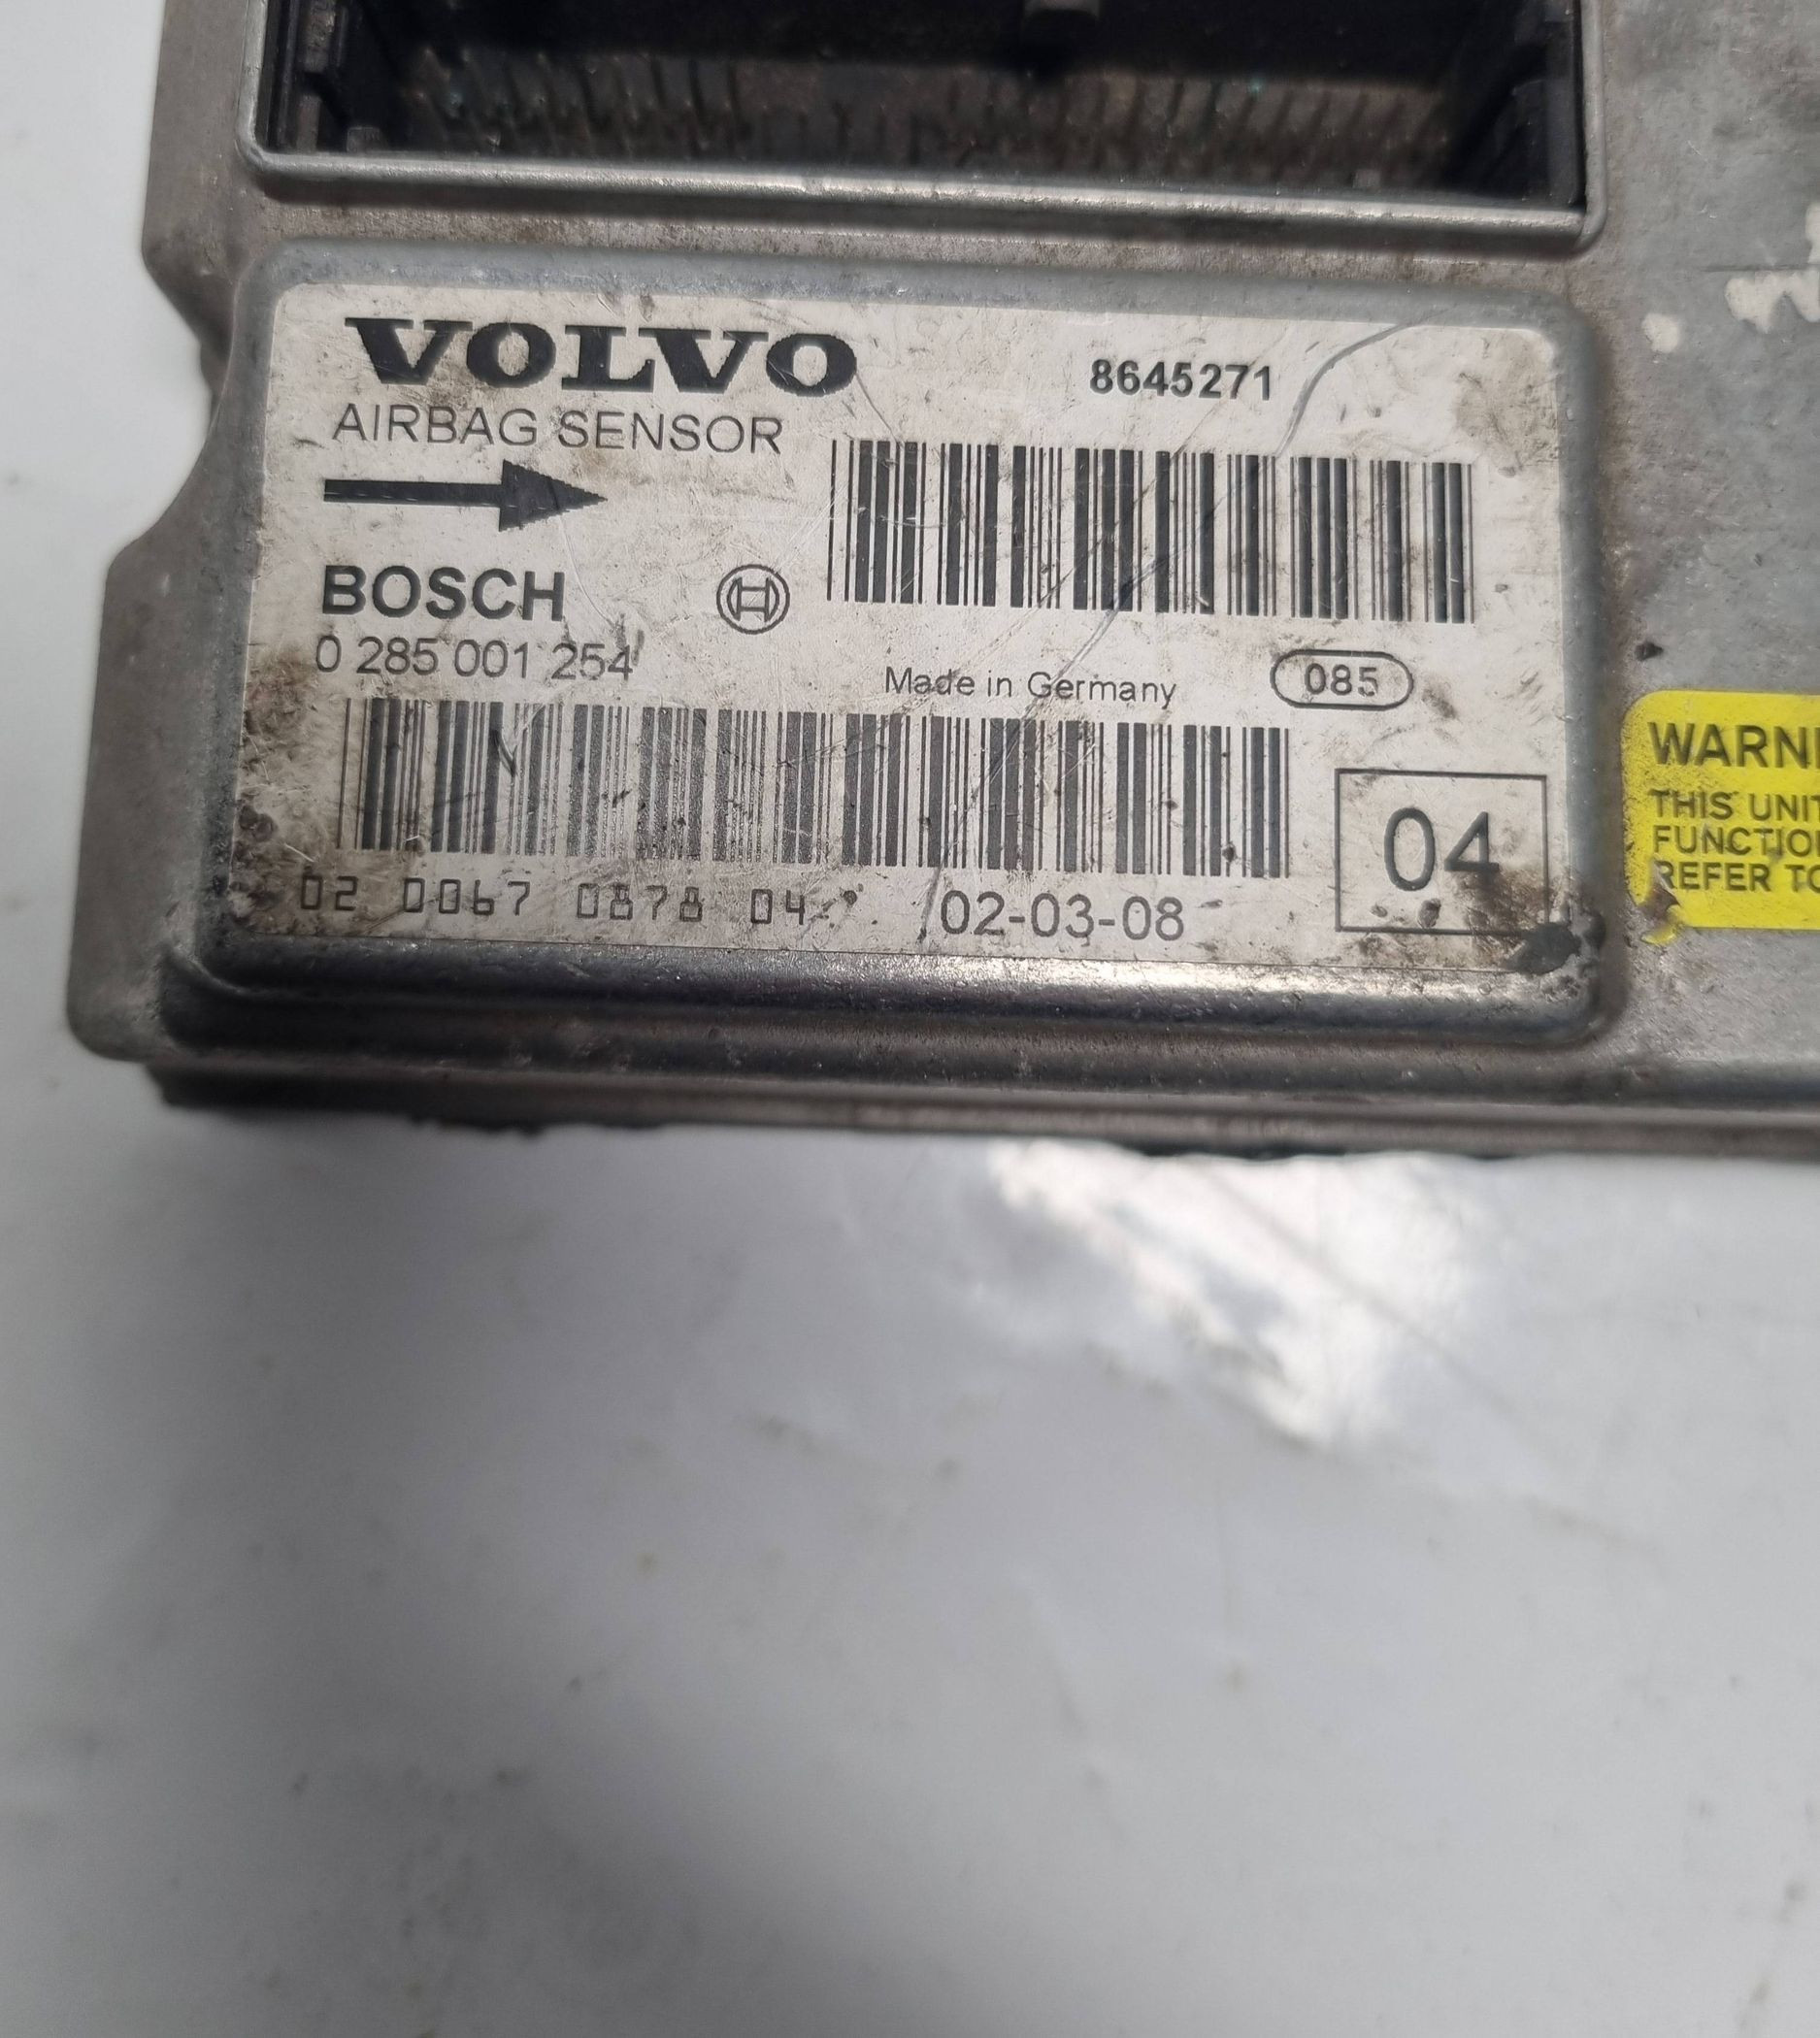 VOLVO
8645271
AIRBAG SENSOR
BOSCH
0 285 001 254
Made in Germany
085
04
02 0067 0878 04
02-03-08
WARNI
THIS UNIT
FUNCTIO
REFER TO